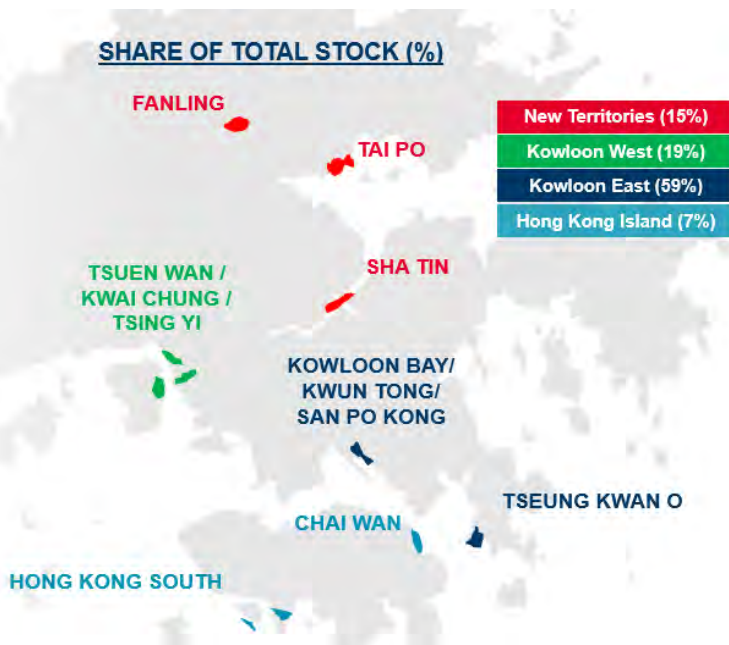 SHARE OF TOTAL STOCK (%)
FANLING
TAI PO
New Territories (15%)
Kowloon West (19%)
Kowloon East (59%)
Hong Kong Island (7%)
SHA TIN
TSUEN WAN /
KWAI CHUNG /
TSING YI
KOWLOON BAY/
KWUN TONG/
SAN PO KONG
TSEUNG KWAN O
CHAI WAN
HONG KONG SOUTH